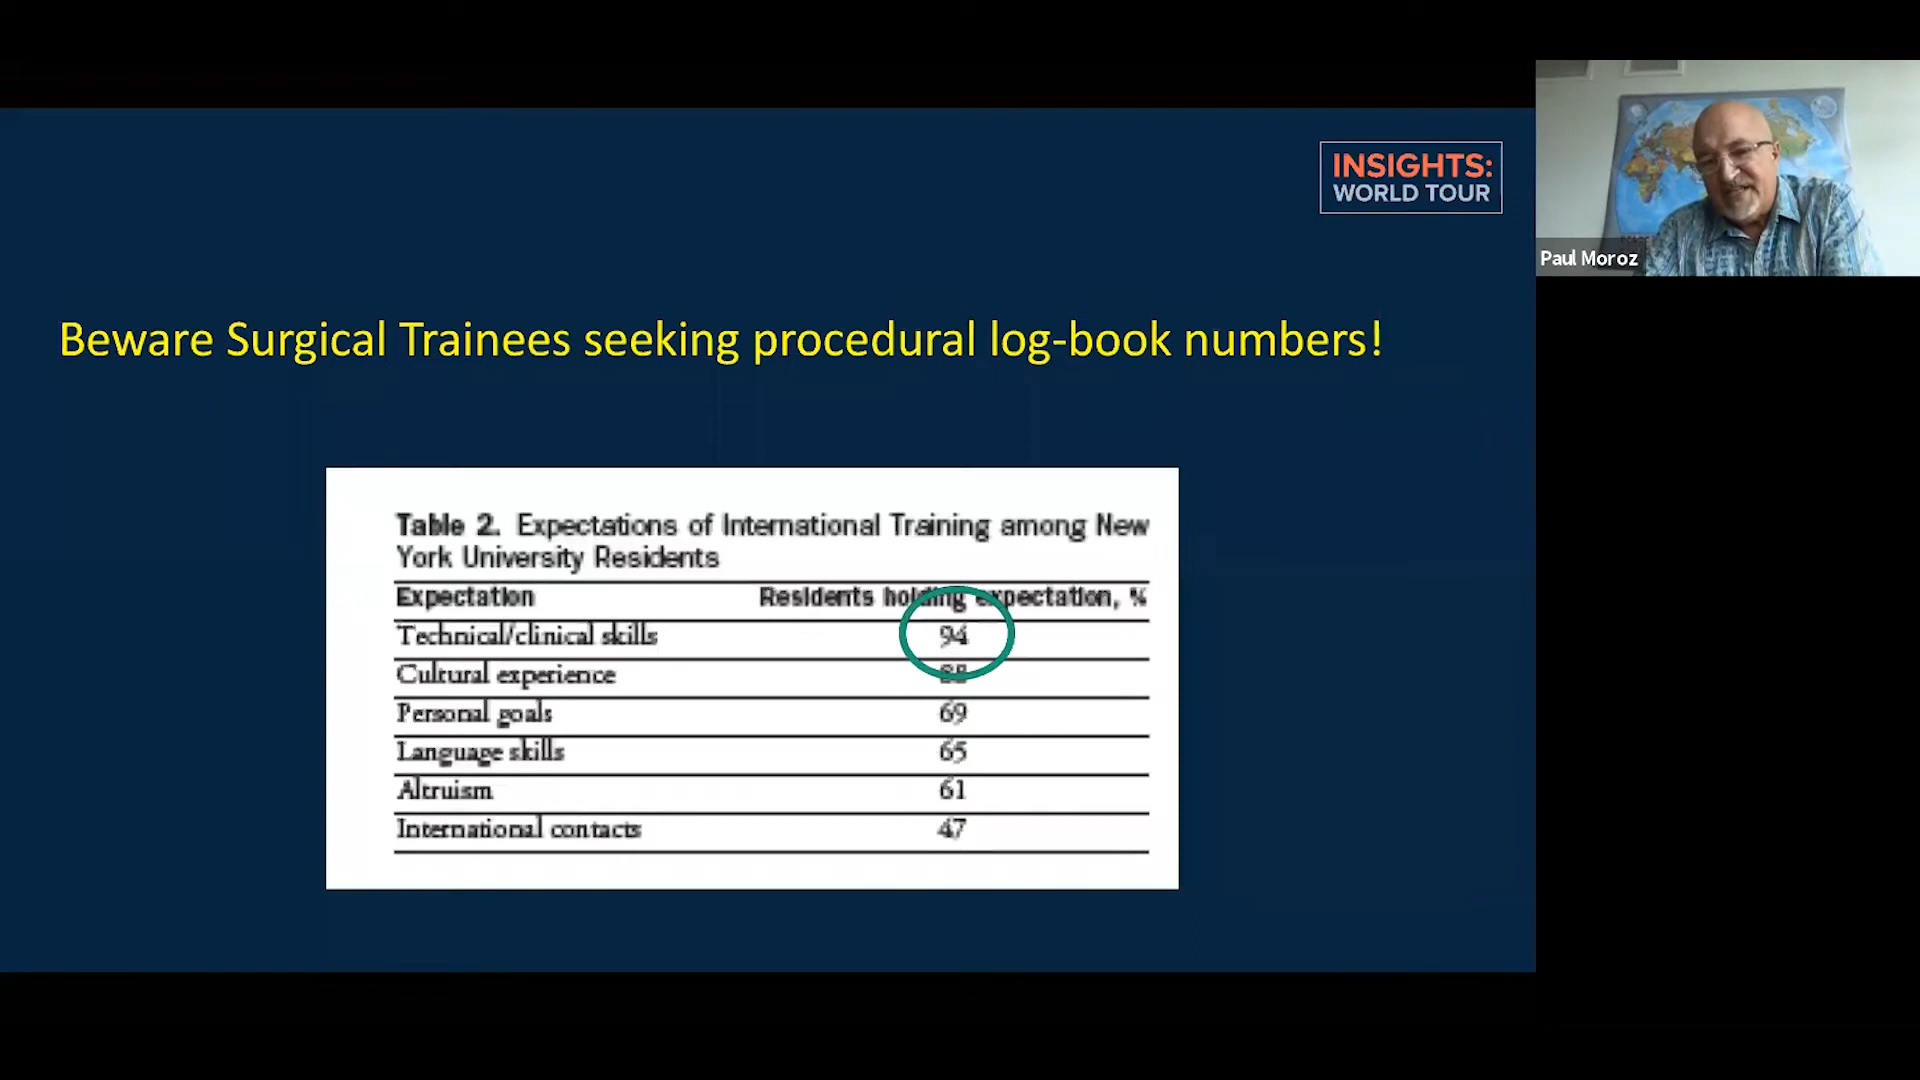 INSIGHTS:
WORLD TOUR
Paul Moroz
Beware Surgical Trainees seeking procedural log-book numbers!
Table 2. Expectations of International Training among New
York University Residents
Expectation Residents holding expectation, %
Technical/clinical skills 94
Cultural experience 88
Personal goals 69
Language skills 65
Altruism 61
International contacts 47